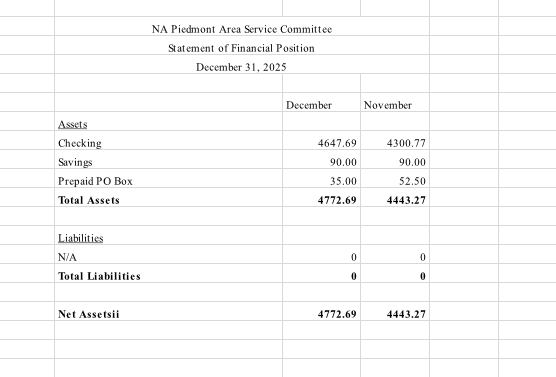 NA Piedmont Area Service Committee
Statement of Financial Position
December 31, 2025
December November
Assets
Checking 4647.69 4300.77
Savings 90.00 90.00
Prepaid PO Box 35.00 52.50
Total Assets 4772.69 4443.27
Liabilities
N/A 0 0
Total Liabilities 0 0
Net Assetsii 4772.69 4443.27